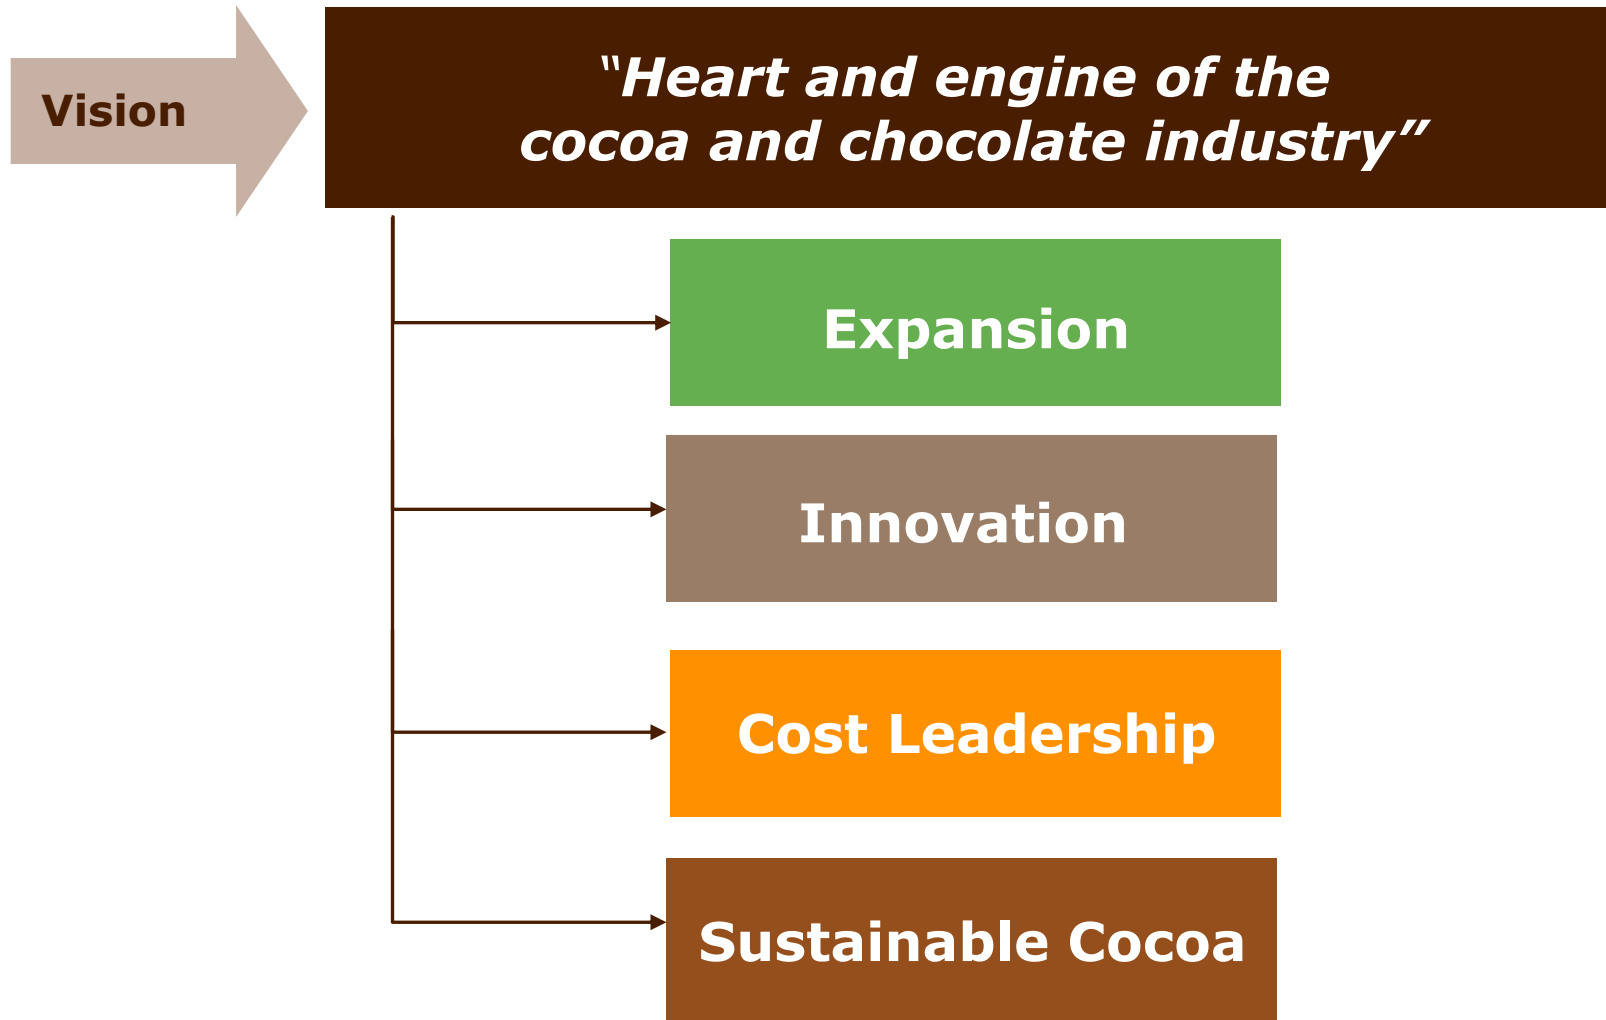 Vision
“Heart and engine of the
cocoa and chocolate industry”
Expansion
Innovation
Cost Leadership
Sustainable Cocoa